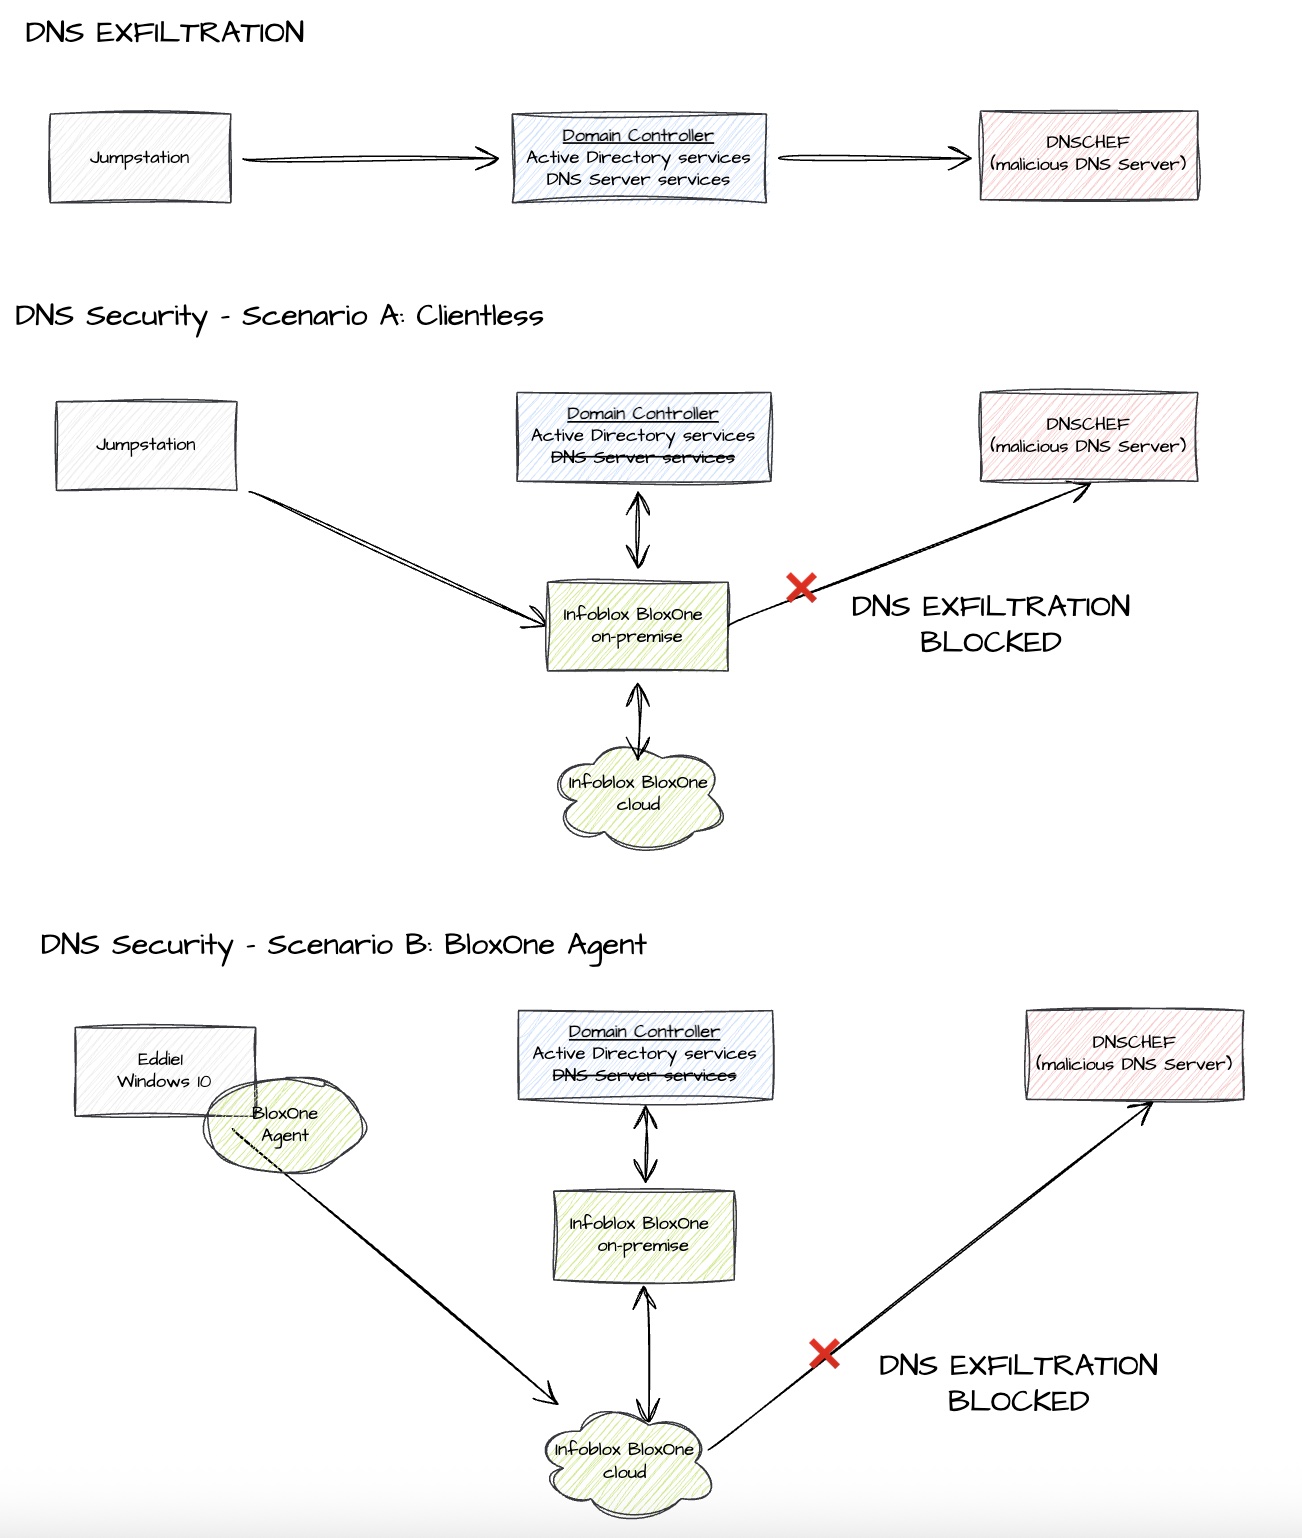 DNS EXFILTRATION
Jumpstation
Domain Controller
Active Directory services
DNS Server services
DNSCHEF
(malicious DNS Server)
DNS Security - Scenario A: Clientless
Jumpstation
Domain Controller
Active Directory services
DNS Server services
DNSCHEF
(malicious DNS Server)
Infoblox BloxOne
on-premise
DNS EXFILTRATION
BLOCKED
Infoblox BloxOne
cloud
DNS Security - Scenario B: BloxOne Agent
Eddie1
Windows 10
BloxOne
Agent
Domain Controller
Active Directory services
DNS Server services
DNSCHEF
(malicious DNS Server)
Infoblox BloxOne
on-premise
DNS EXFILTRATION
BLOCKED
Infoblox BloxOne
cloud